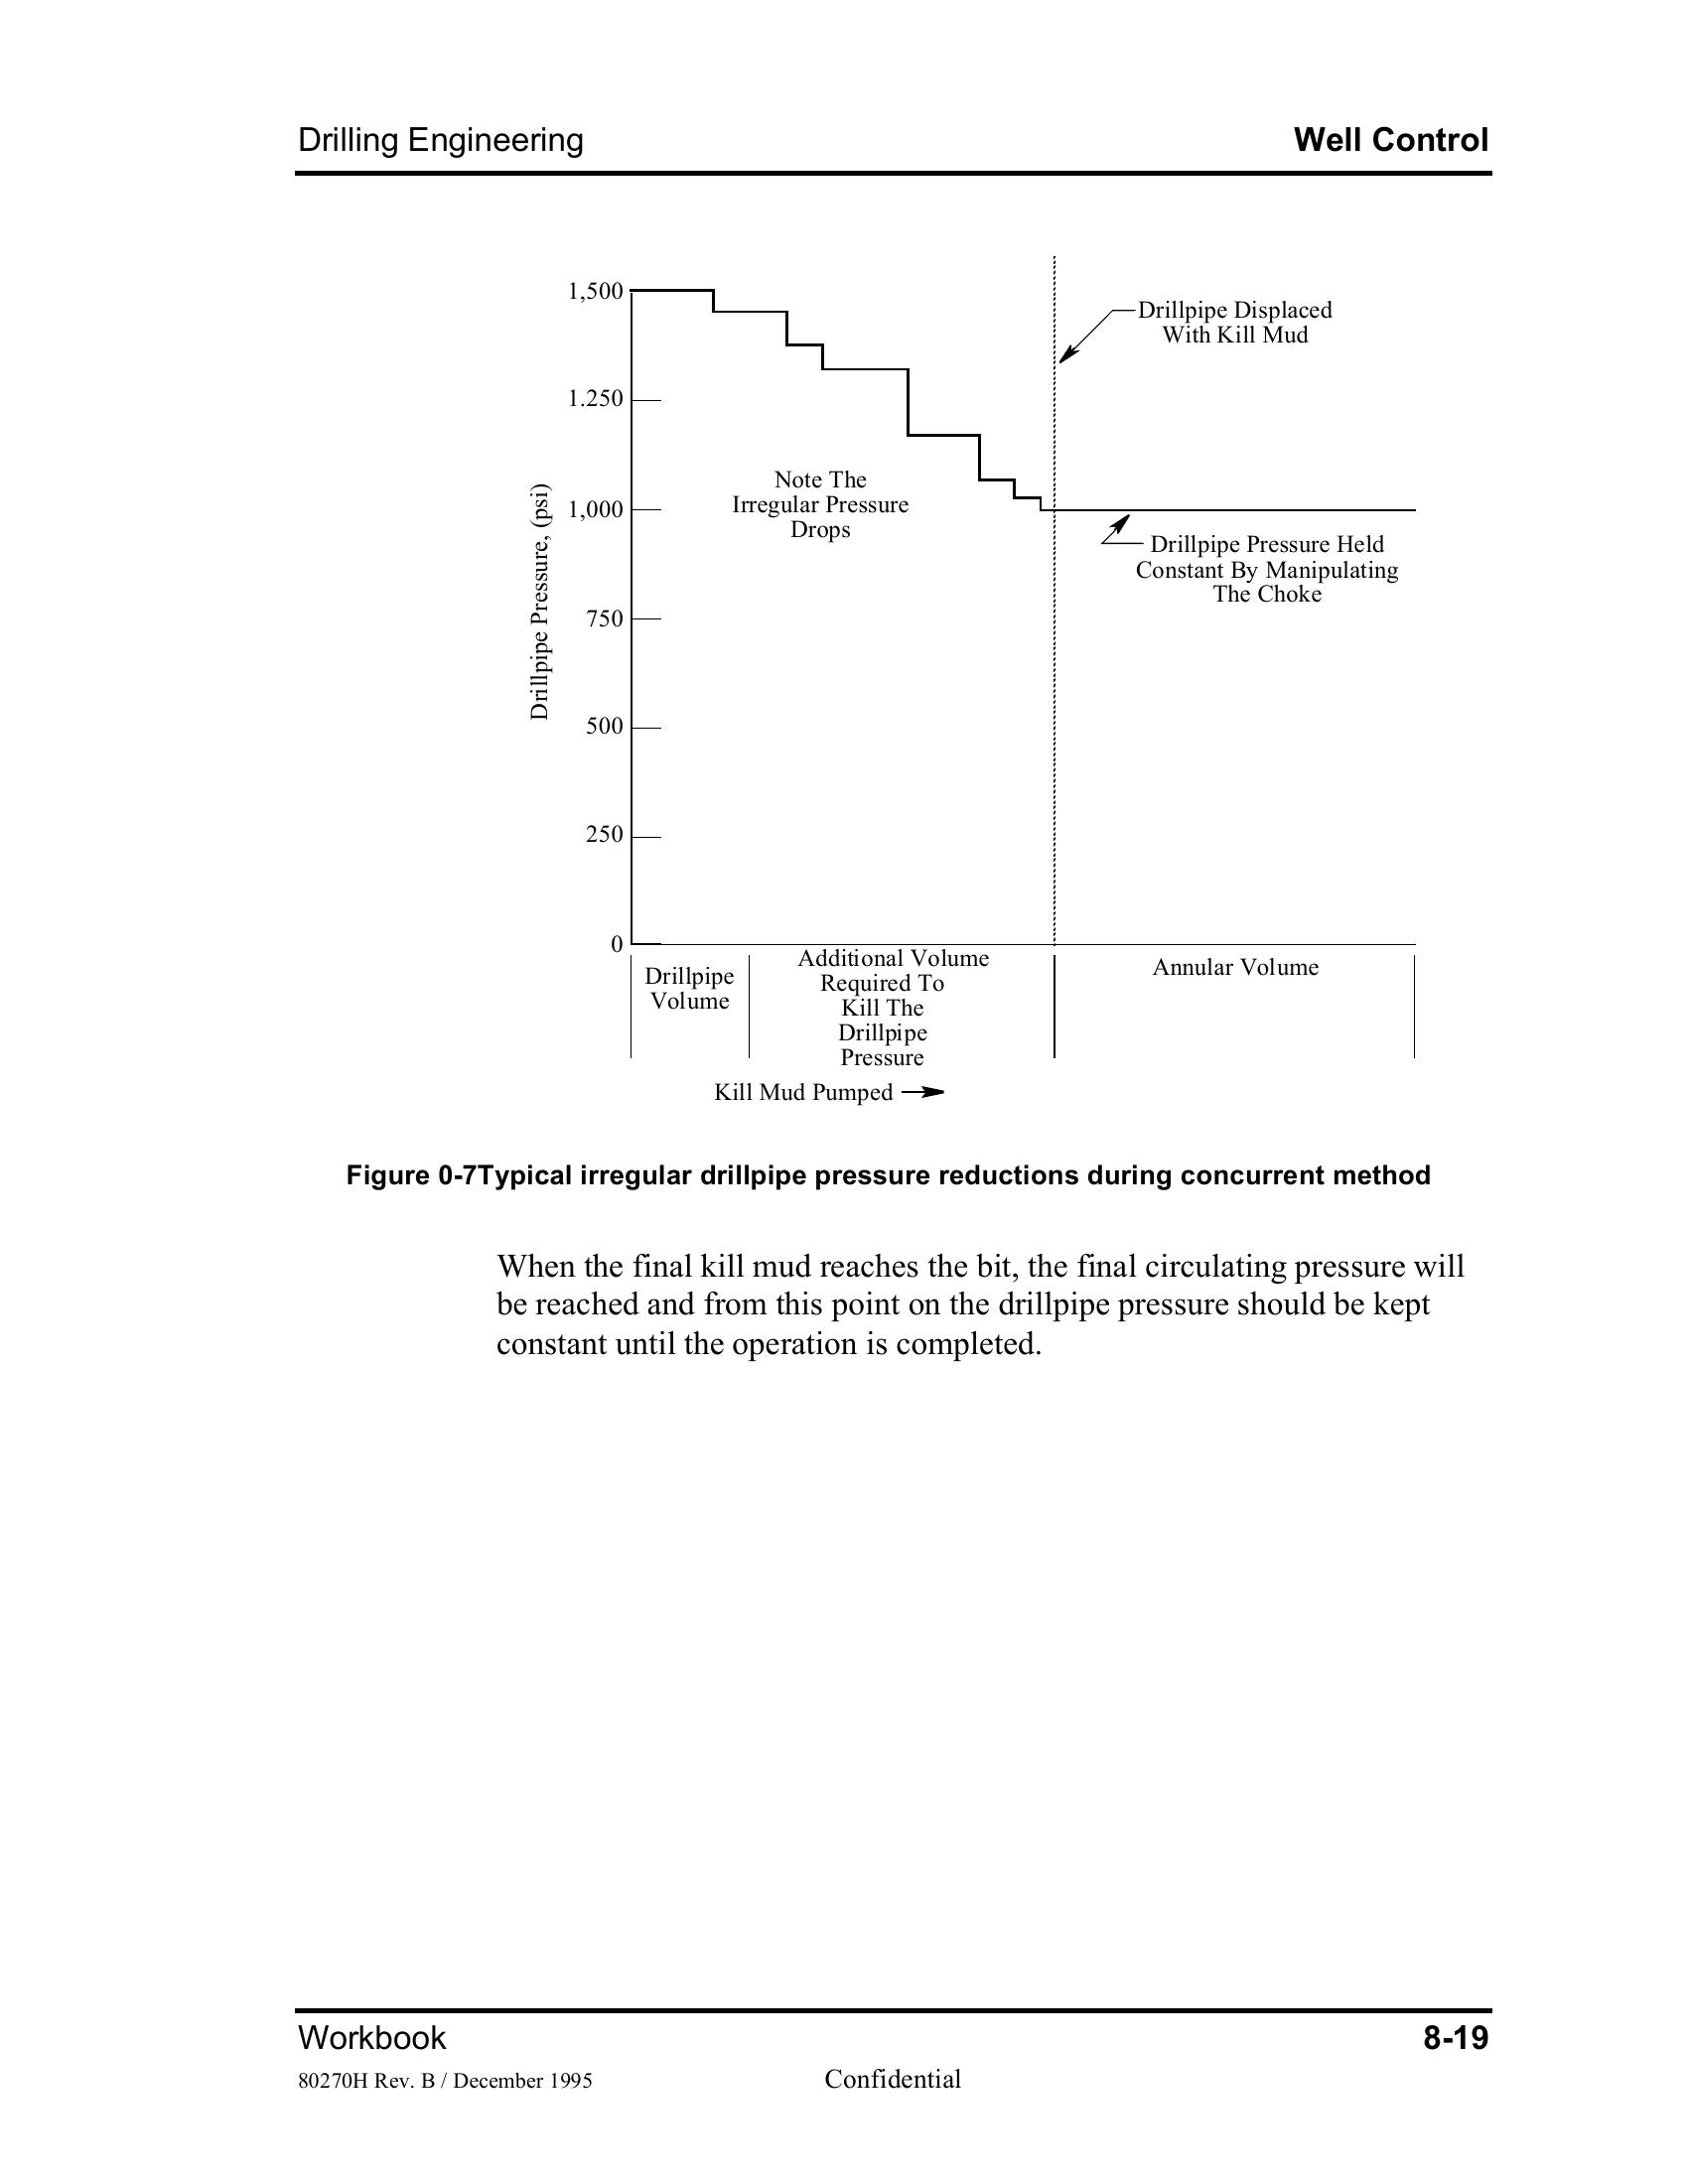 Drilling Engineering
Well Control
1,500
1.250
1,000
750
500
250
0
Drillpipe Pressure, (psi)
Drillpipe Displaced
With Kill Mud
Note The
Irregular Pressure
Drops
Drillpipe Pressure Held
Constant By Manipulating
The Choke
Drillpipe
Volume
Additional Volume
Required To
Kill The
Drillpipe
Pressure
Annular Volume
Kill Mud Pumped
Figure 0-7Typical irregular drillpipe pressure reductions during concurrent method
When the final kill mud reaches the bit, the final circulating pressure will
be reached and from this point on the drillpipe pressure should be kept
constant until the operation is completed.
Workbook
8-19
80270H Rev. B / December 1995
Confidential